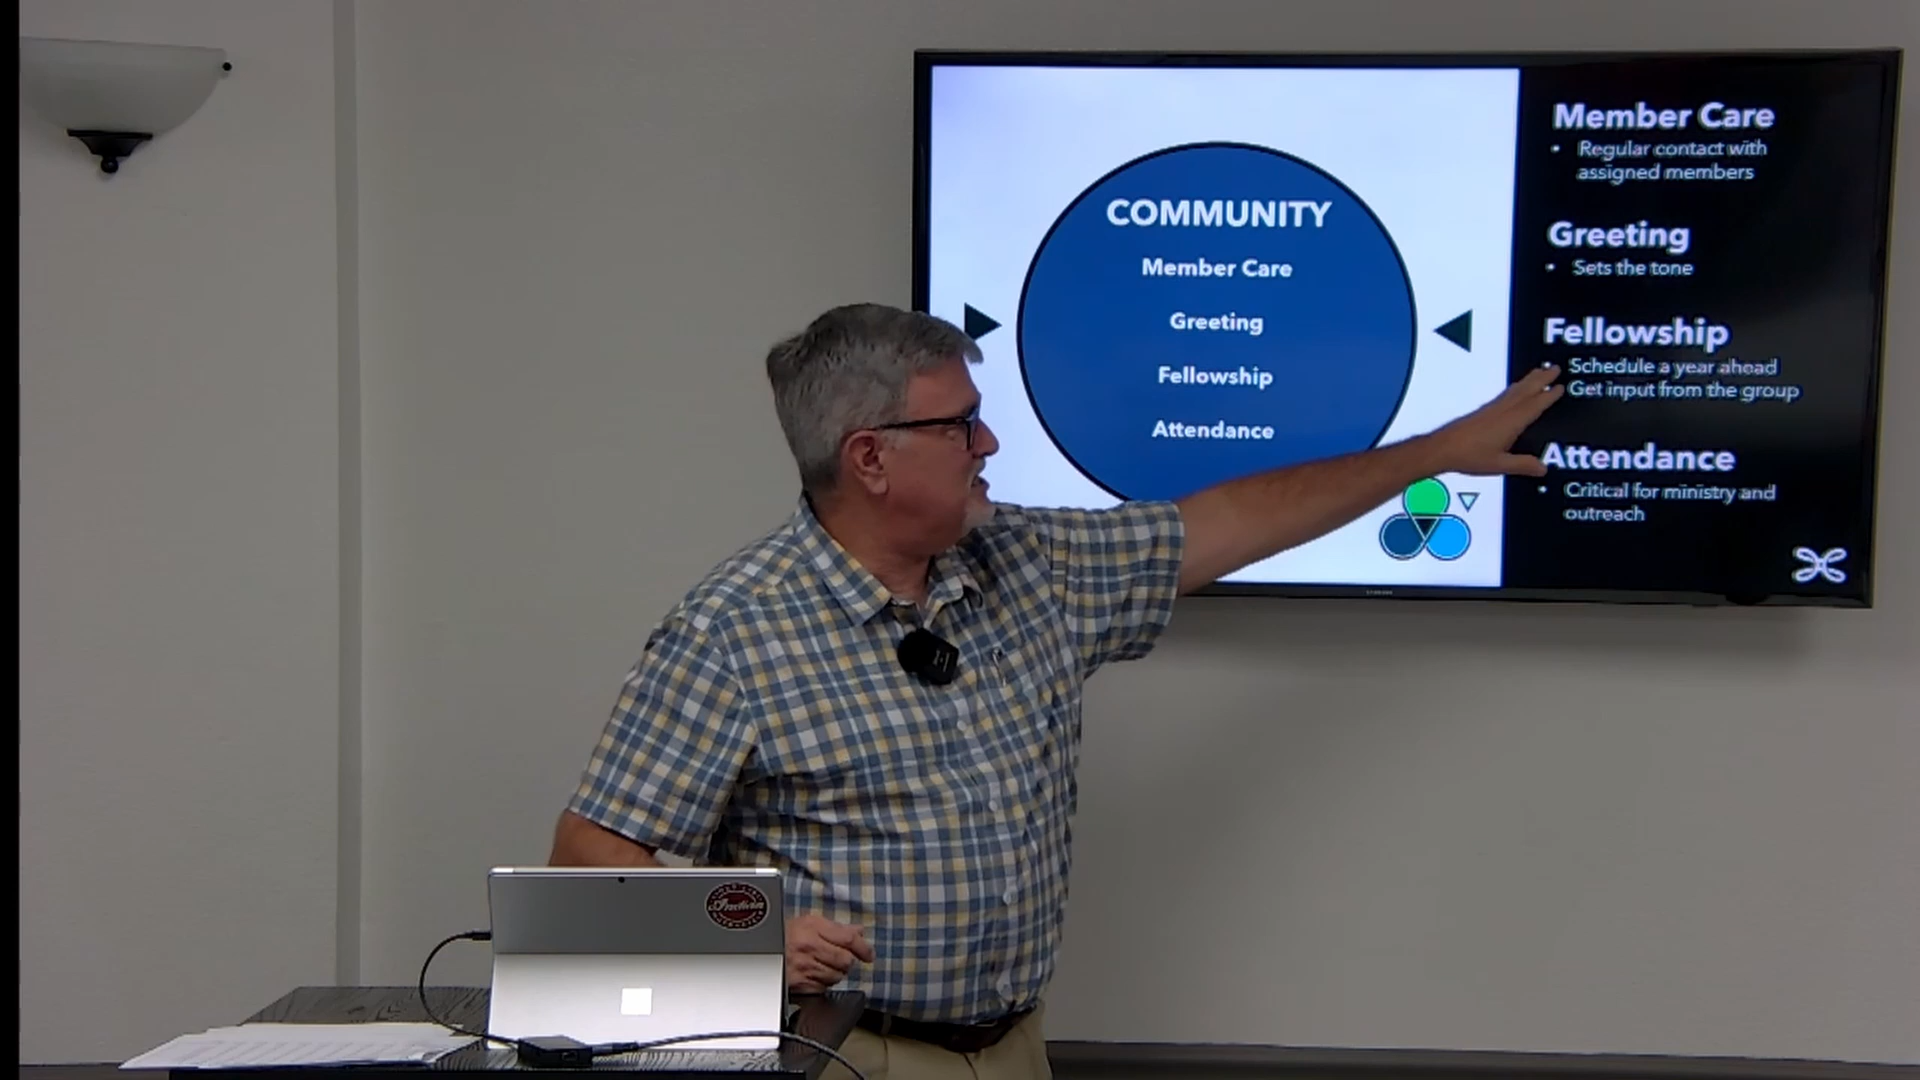 COMMUNITY
Member Care
Greeting
Fellowship
Attendance
Member Care
• Regular contact with
assigned members
Greeting
• Sets the tone
Fellowship
• Schedule a year ahead
• Get input from the group
Attendance
• Critical for ministry and
outreach
Indian